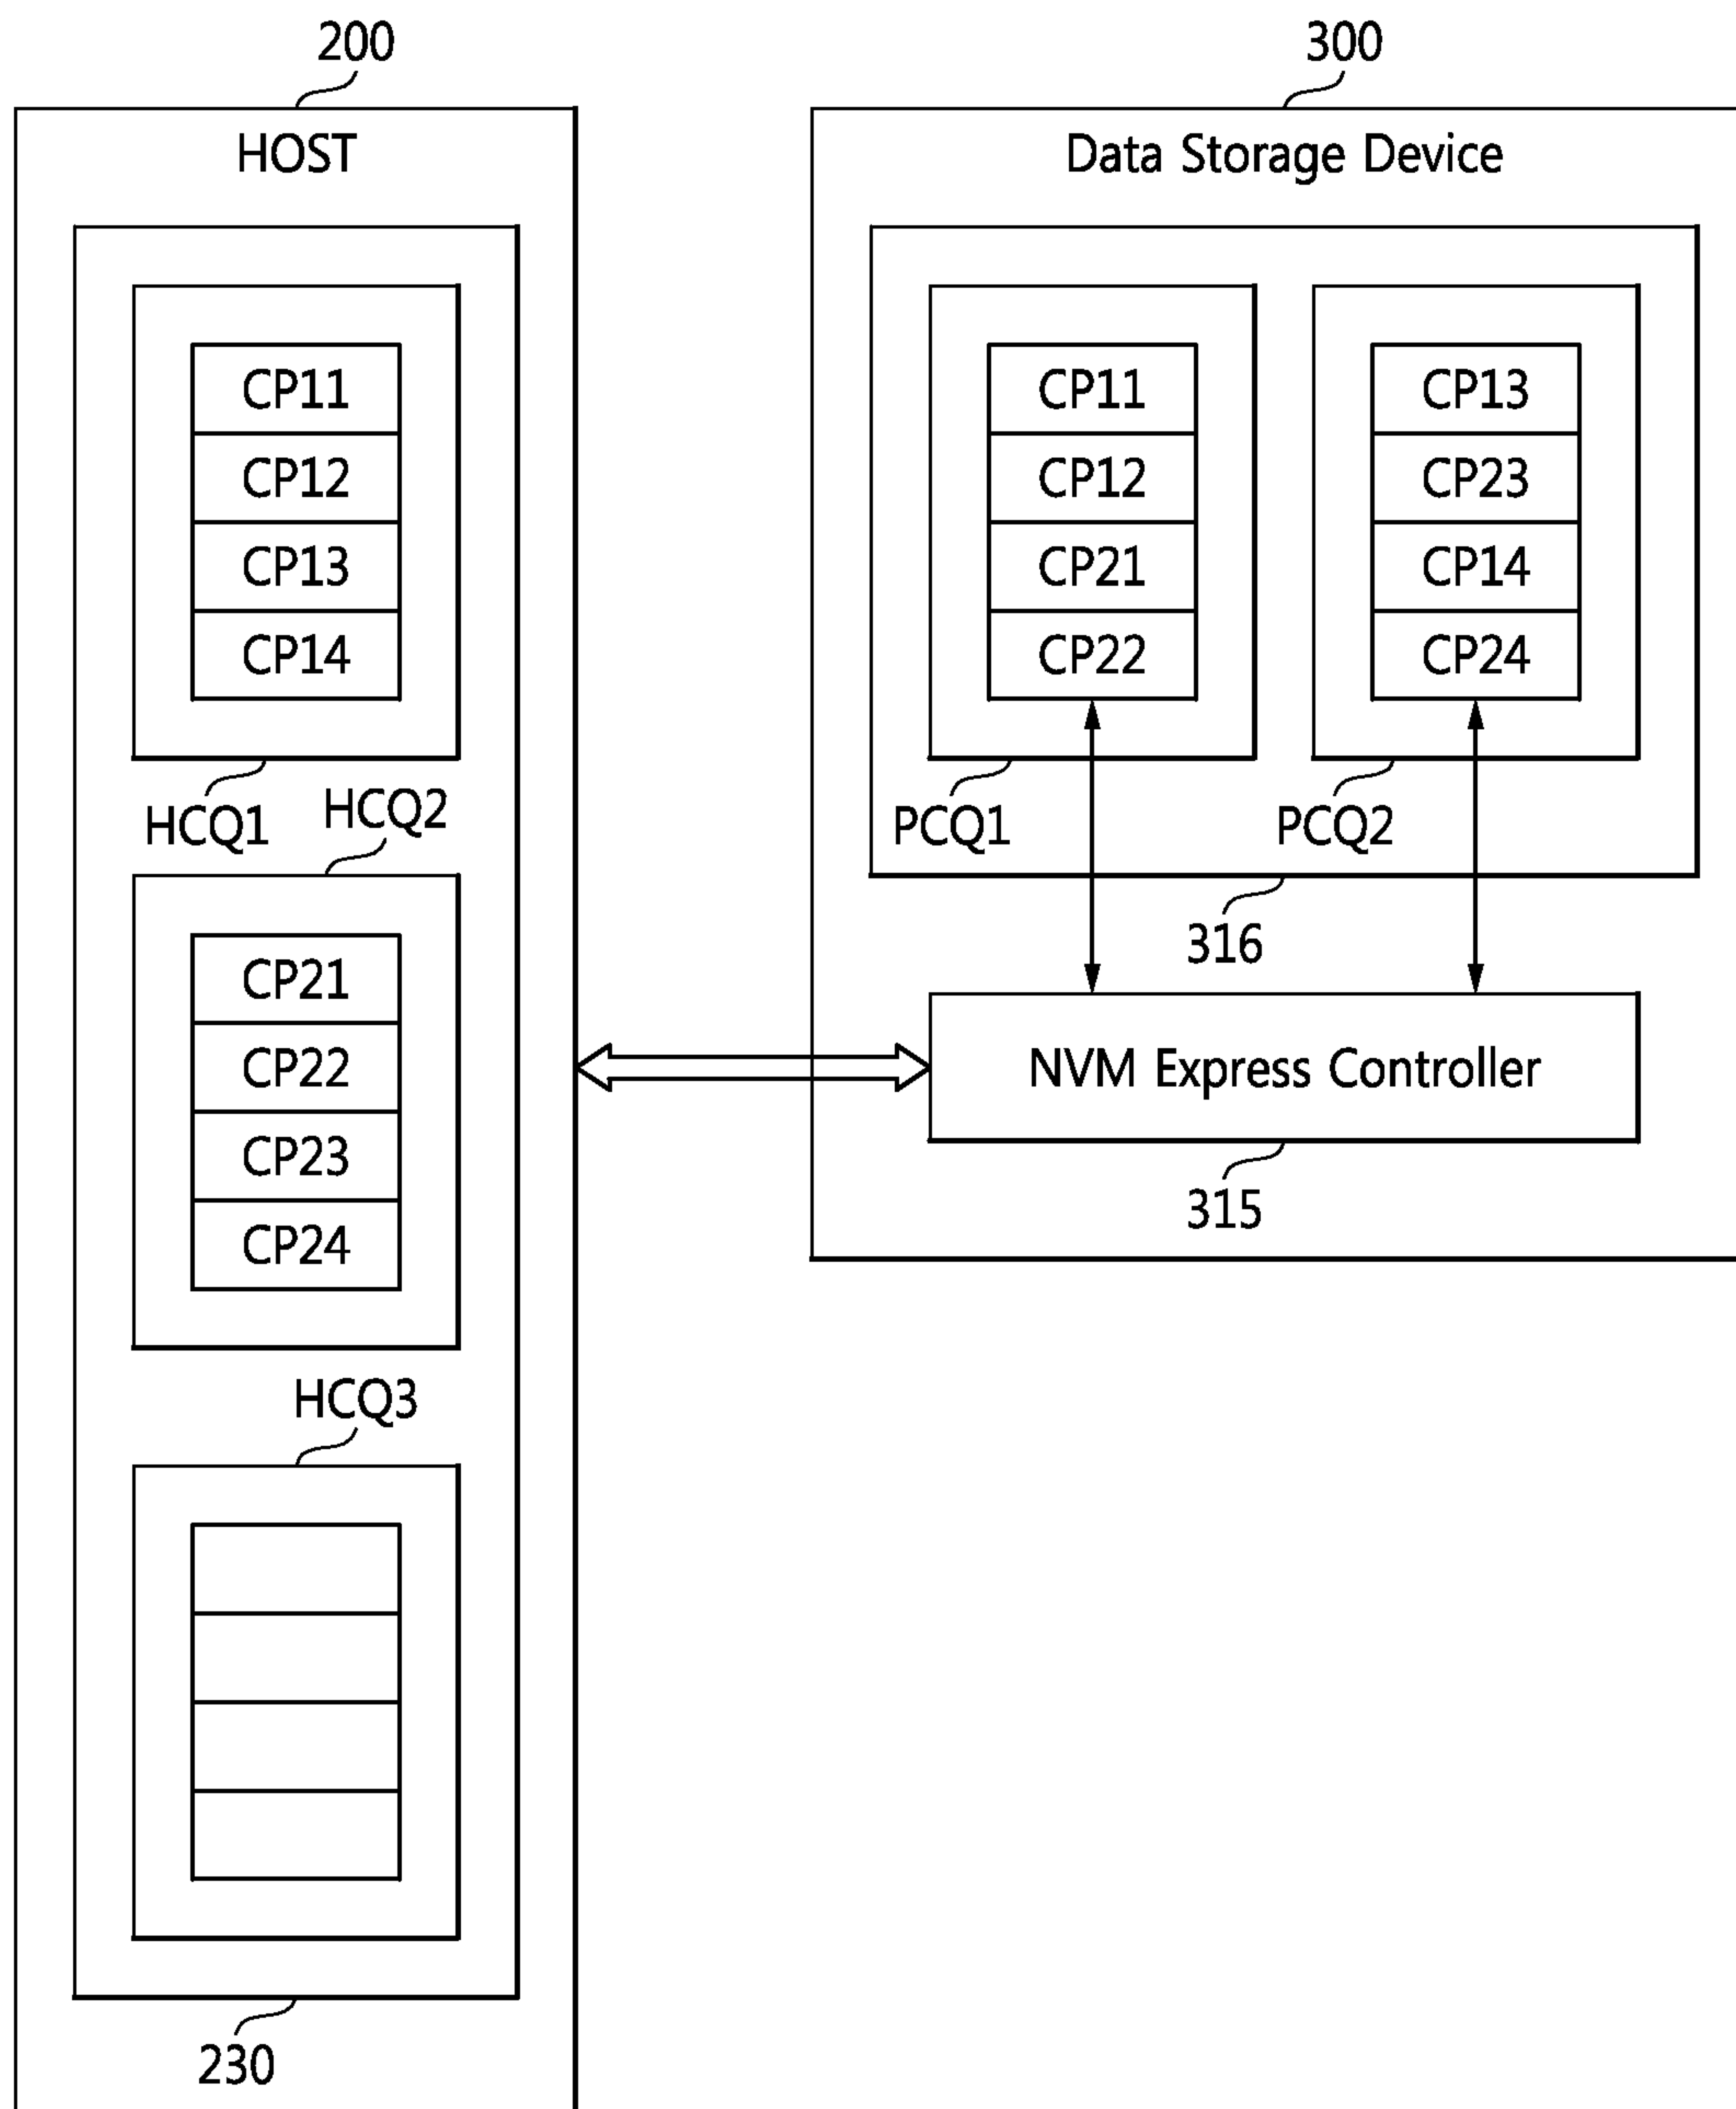 200
HOST
CP11
CP12
CP13
CP14
HCQ1
HCQ2
CP21
CP22
CP23
CP24
HCQ3
230
300
Data Storage Device
CP11
CP12
CP21
CP22
PCQ1
CP13
CP23
CP14
CP24
PCQ2
316
NVM Express Controller
315